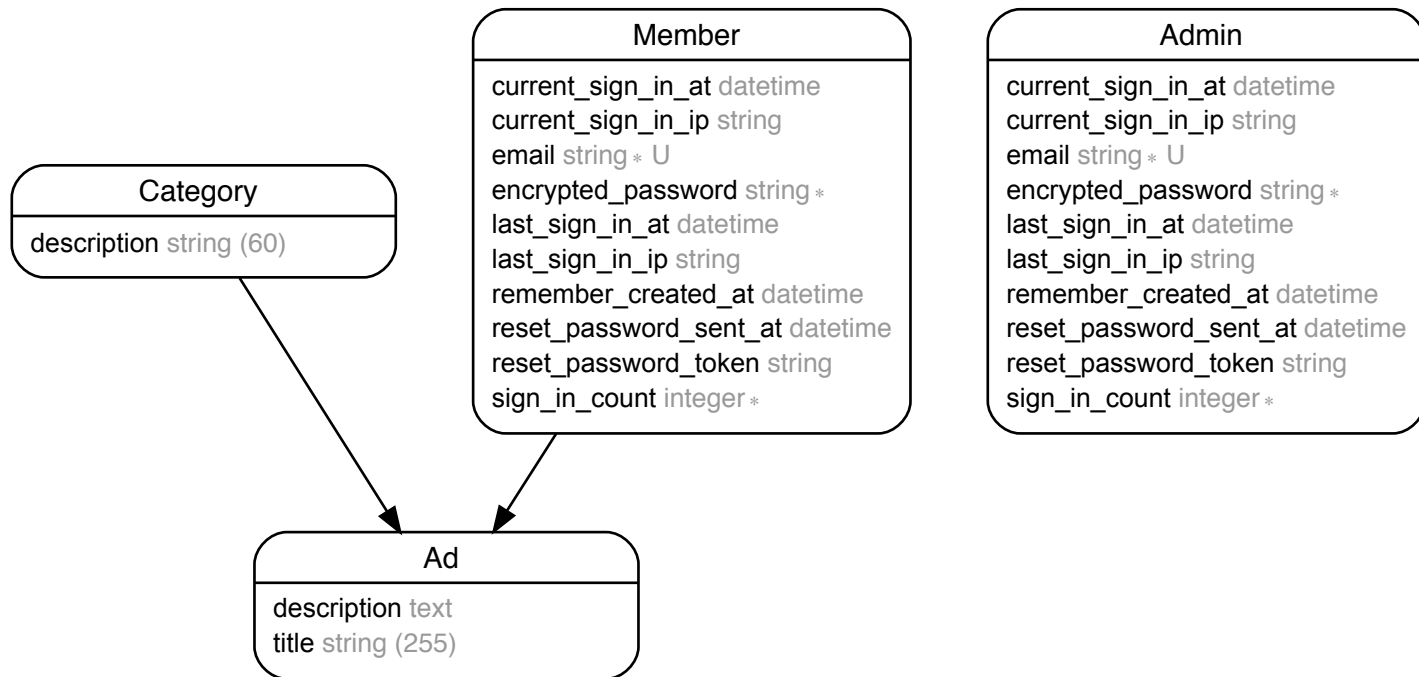 Member
current_sign_in_at datetime
current_sign_in_ip string
email string ∗ U
encrypted_password string ∗
last_sign_in_at datetime
last_sign_in_ip string
remember_created_at datetime
reset_password_sent_at datetime
reset_password_token string
sign_in_count integer ∗
Admin
current_sign_in_at datetime
current_sign_in_ip string
email string ∗ U
encrypted_password string ∗
last_sign_in_at datetime
last_sign_in_ip string
remember_created_at datetime
reset_password_sent_at datetime
reset_password_token string
sign_in_count integer ∗
Category
description string (60)
Ad
description text
title string (255)